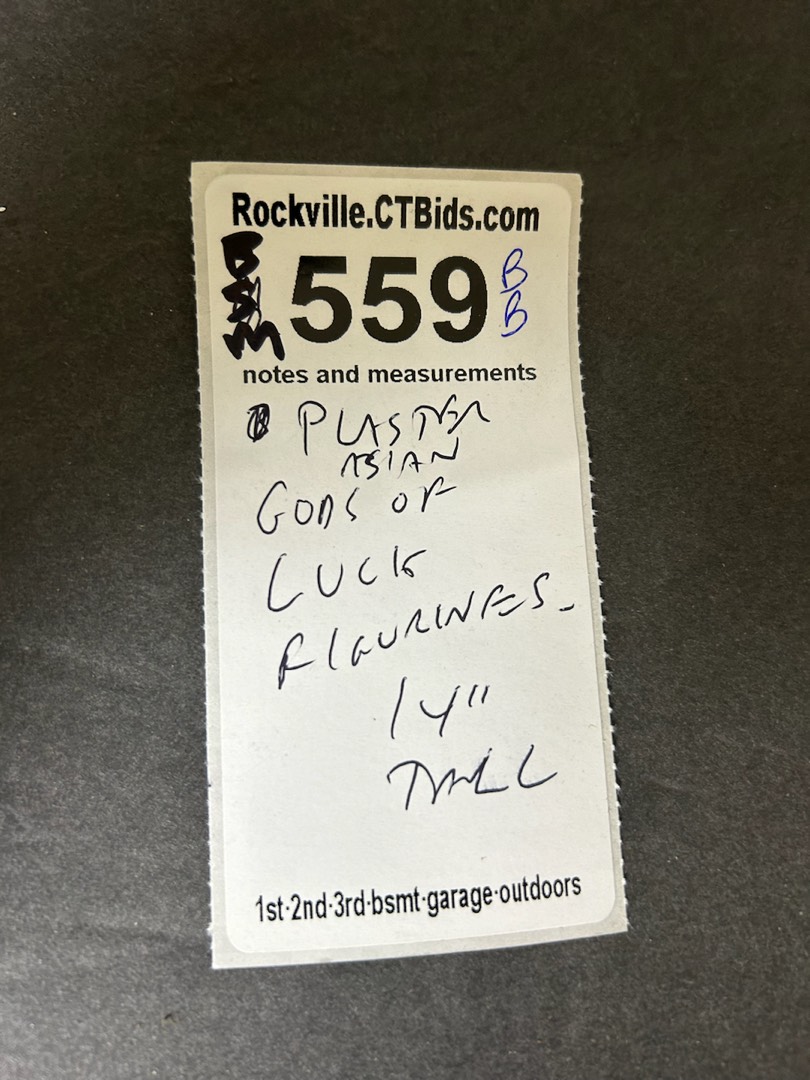 Rockville.CTBids.com
559 B B
notes and measurements
PLASTER
ASIAN
GODS OF
LUCK
FIGURINES-
14"
TALL
1st·2nd·3rd·bsmt·garage·outdoors